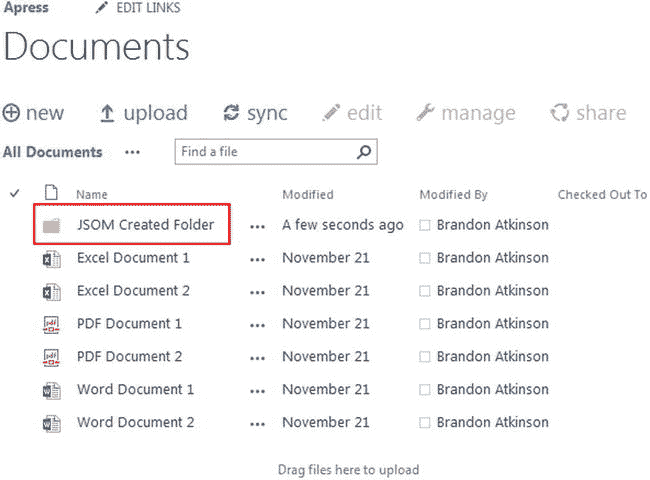 Apress EDIT LINKS
Documents
new upload sync edit manage share
All Documents ... Find a file
Name Modified Modified By Checked Out To
JSOM Created Folder ... A few seconds ago Brandon Atkinson
Excel Document 1 ... November 21 Brandon Atkinson
Excel Document 2 ... November 21 Brandon Atkinson
PDF Document 1 ... November 21 Brandon Atkinson
PDF Document 2 ... November 21 Brandon Atkinson
Word Document 1 ... November 21 Brandon Atkinson
Word Document 2 ... November 21 Brandon Atkinson
Drag files here to upload